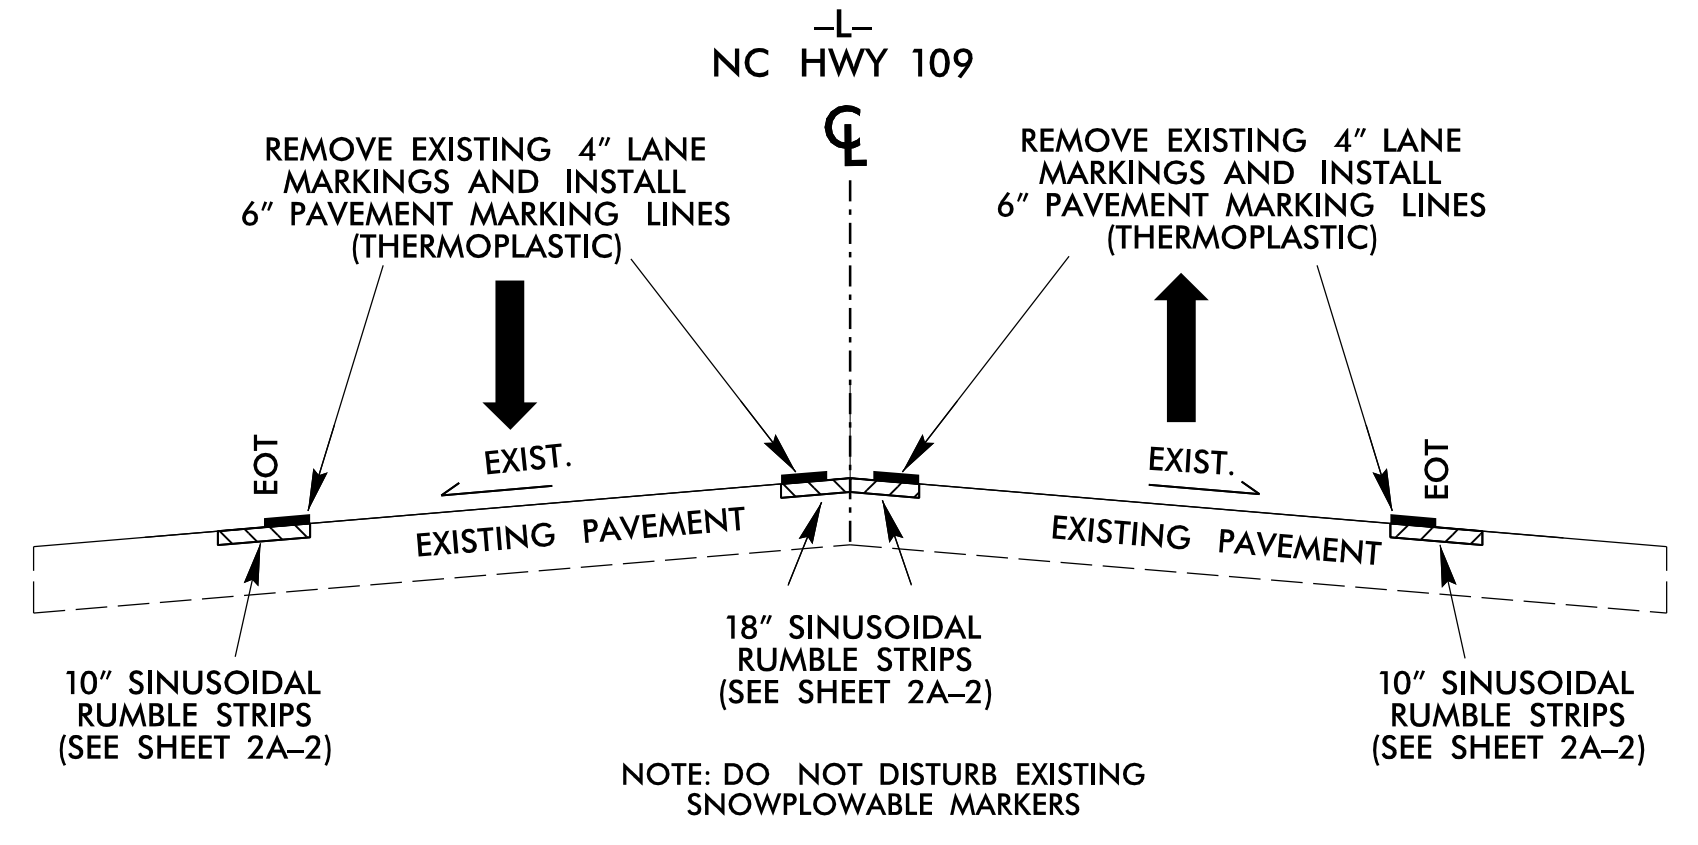 –L–
NC HWY 109
CL
REMOVE EXISTING 4" LANE
MARKINGS AND INSTALL
6" PAVEMENT MARKING LINES
(THERMOPLASTIC)
REMOVE EXISTING 4" LANE
MARKINGS AND INSTALL
6" PAVEMENT MARKING LINES
(THERMOPLASTIC)
EOT
EXIST.
EXIST.
EOT
EXISTING PAVEMENT
EXISTING PAVEMENT
10" SINUSOIDAL
RUMBLE STRIPS
(SEE SHEET 2A–2)
18" SINUSOIDAL
RUMBLE STRIPS
(SEE SHEET 2A–2)
10" SINUSOIDAL
RUMBLE STRIPS
(SEE SHEET 2A–2)
NOTE: DO NOT DISTURB EXISTING
SNOWPLOWABLE MARKERS